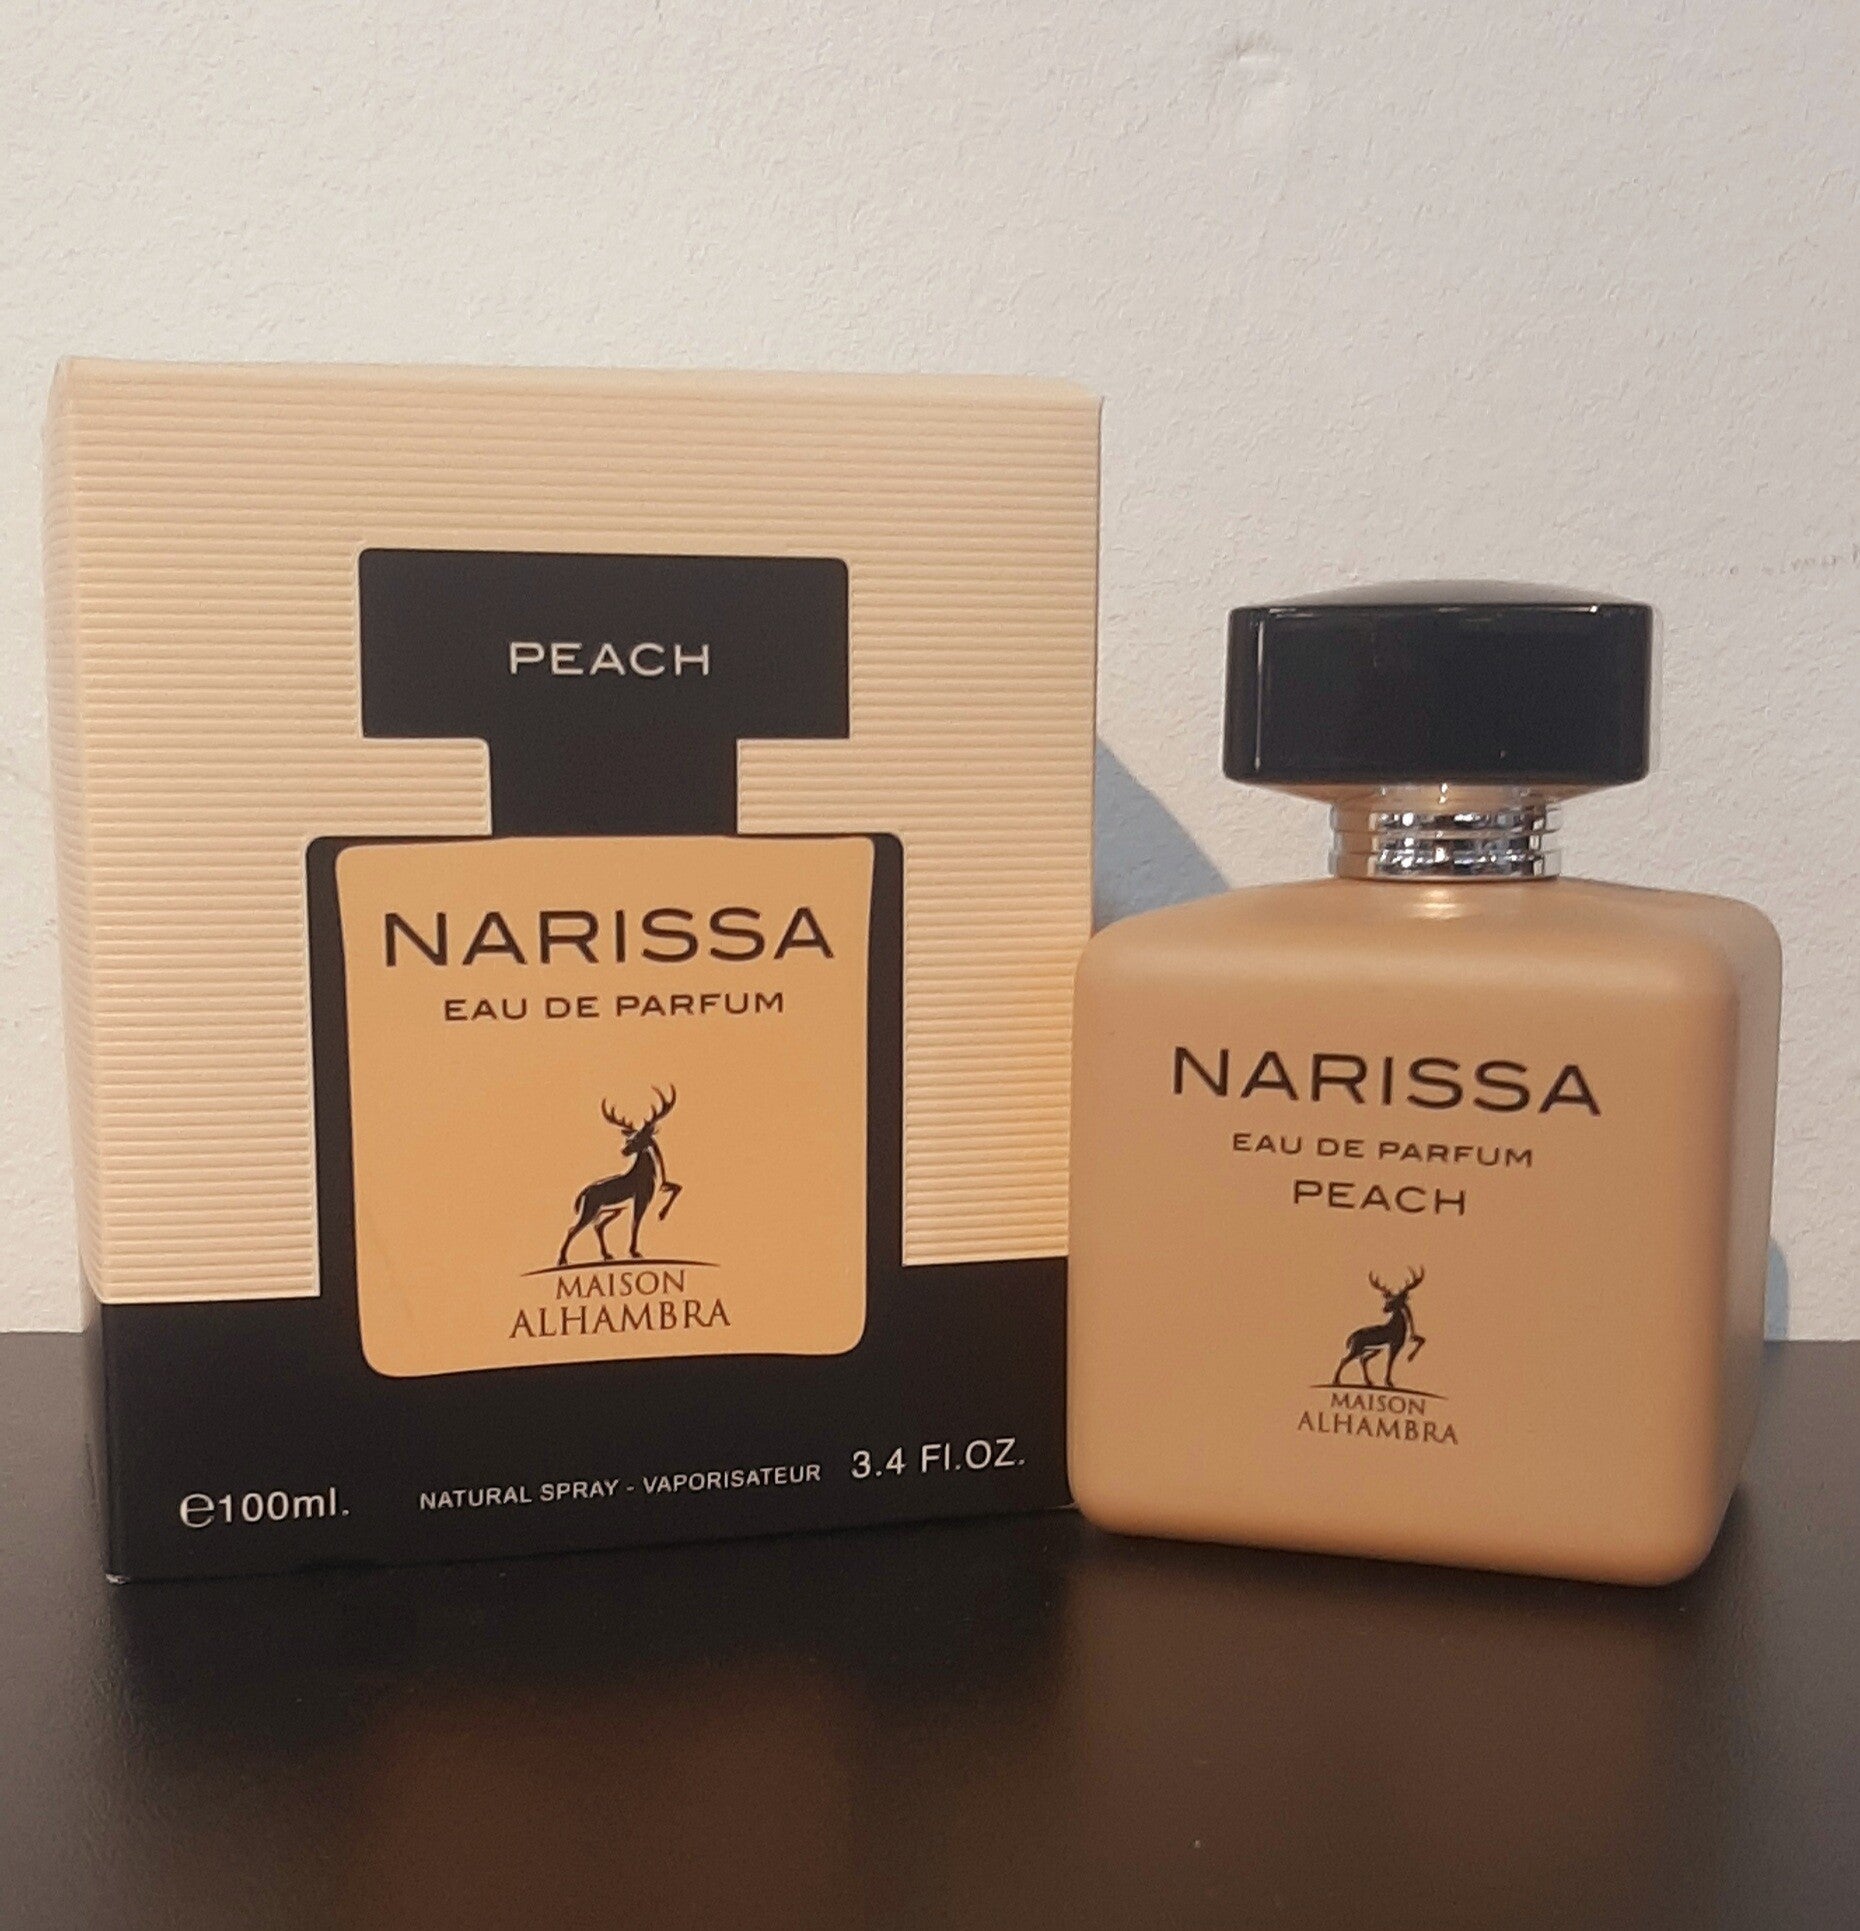 PEACH
NARISSA
EAU DE PARFUM
MAISON
ALHAMBRA
℮100ml.
NATURAL SPRAY - VAPORISATEUR
3.4 Fl.OZ.
NARISSA
EAU DE PARFUM
PEACH
MAISON
ALHAMBRA